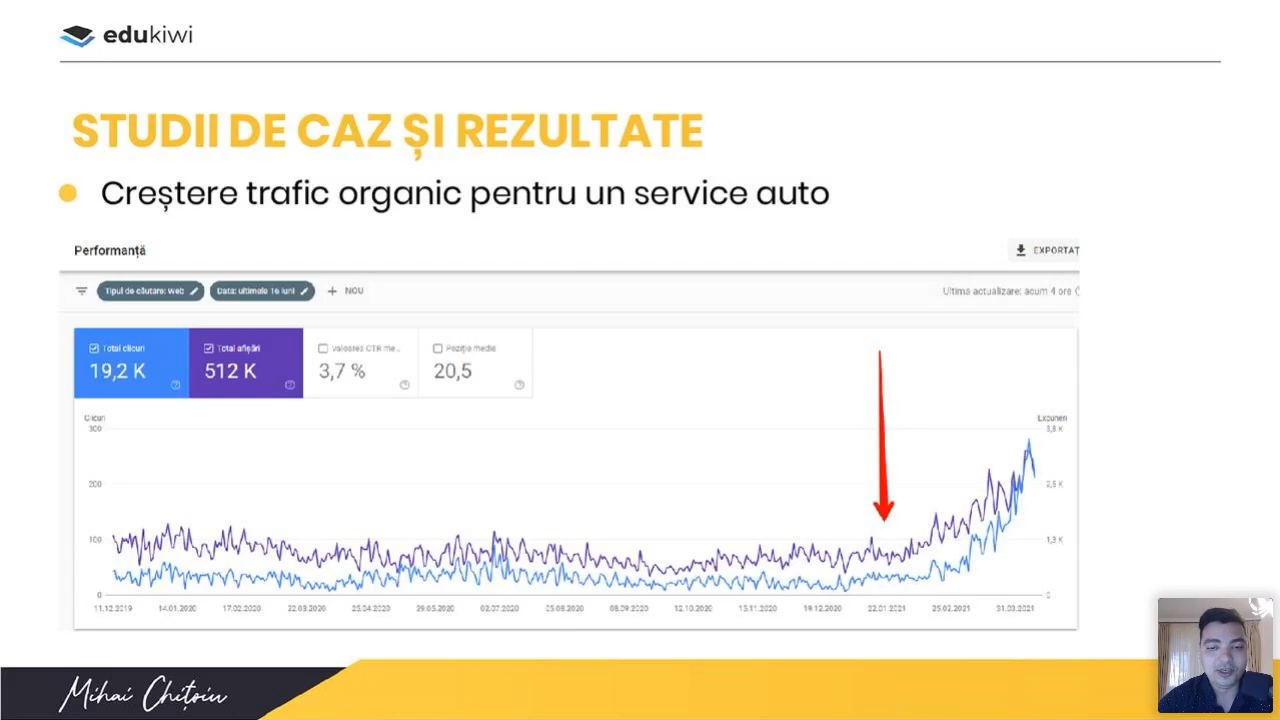 edukiwi
STUDII DE CAZ ȘI REZULTATE
Creștere trafic organic pentru un service auto
Performanță
EXPORTAȚ
Tipul de căutare: web
Data: ultimele 16 luni
+ NOU
Ultima actualizare: acum 4 ore
Total clicuri
Total afișări
Valoarea CTR me...
Poziție medie
19,2 K
512 K
3,7 %
20,5
Clicuri
Expuneri
300
3,8 K
200
2,5 K
100
1,3 K
0
0
11.12.2019
14.01.2020
17.02.2020
22.03.2020
25.04.2020
29.05.2020
02.07.2020
05.08.2020
08.09.2020
12.10.2020
15.11.2020
19.12.2020
22.01.2021
25.02.2021
31.03.2021
Mihai Chițoiu